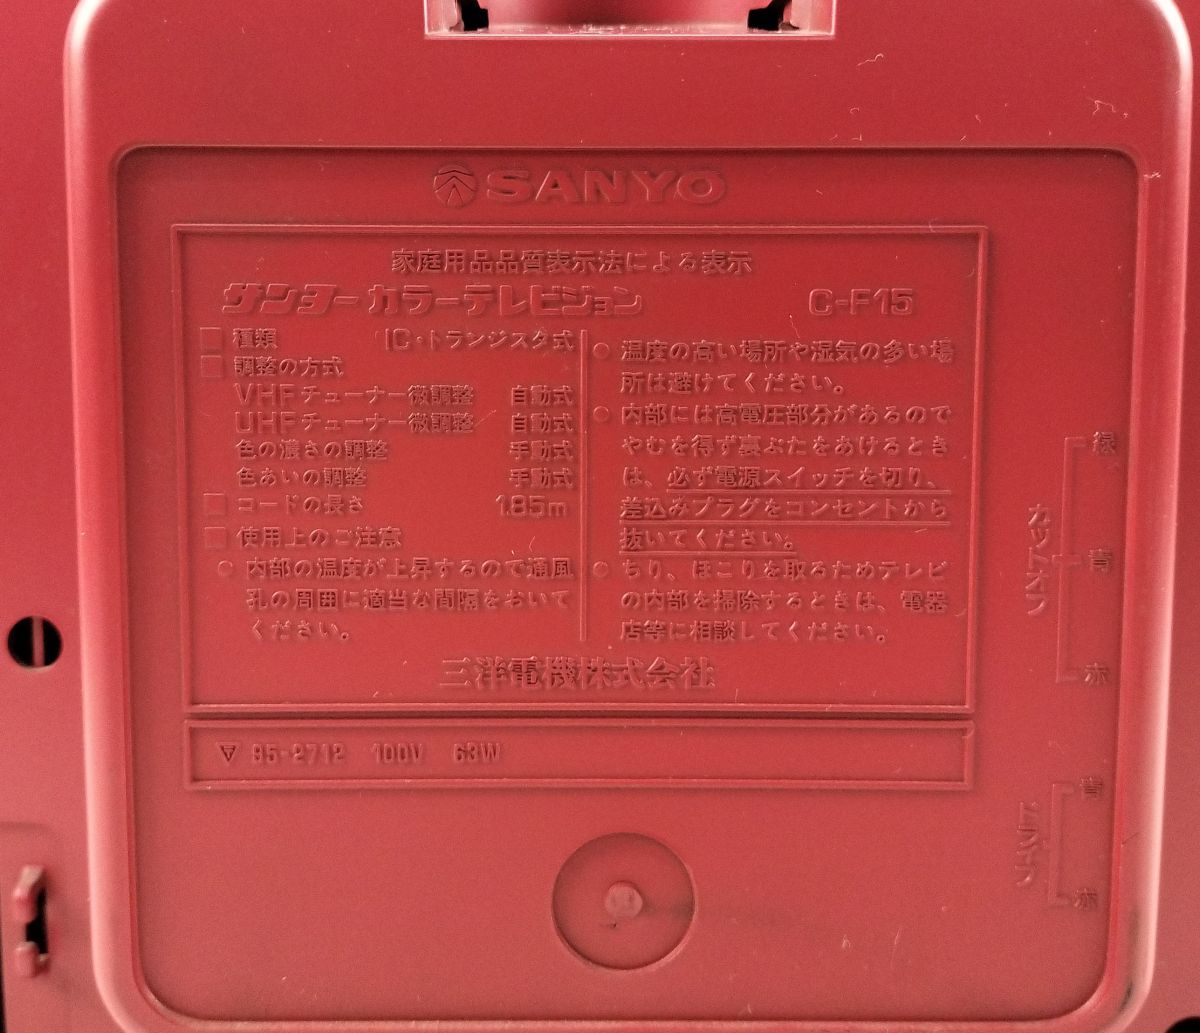 SANYO
家庭用品品質表示法による表示
サンヨーカラーテレビジョン C-F15
□ 種類 IC・トランジスタ式
□ 調整の方式
VHFチューナー微調整 自動式
UHFチューナー微調整 自動式
色の濃さの調整 手動式
色あいの調整 手動式
□ コードの長さ 1.85m
□ 使用上のご注意
○ 内部の温度が上昇するので通風
孔の周囲に適当な間隔をおいて
ください。
○ 温度の高い場所や湿気の多い場
所は避けてください。
○ 内部には高電圧部分があるので
やむを得ず裏ぶたをあけるとき
は、必ず電源スイッチを切り、
差込みプラグをコンセントから
抜いてください。
○ ちり、ほこりを取るためテレビ
の内部を掃除するときは、電器
店等に相談してください。
三洋電機株式会社
95-2712 100V 63W
カットオフ
緑
青
赤
ドライブ
青
赤